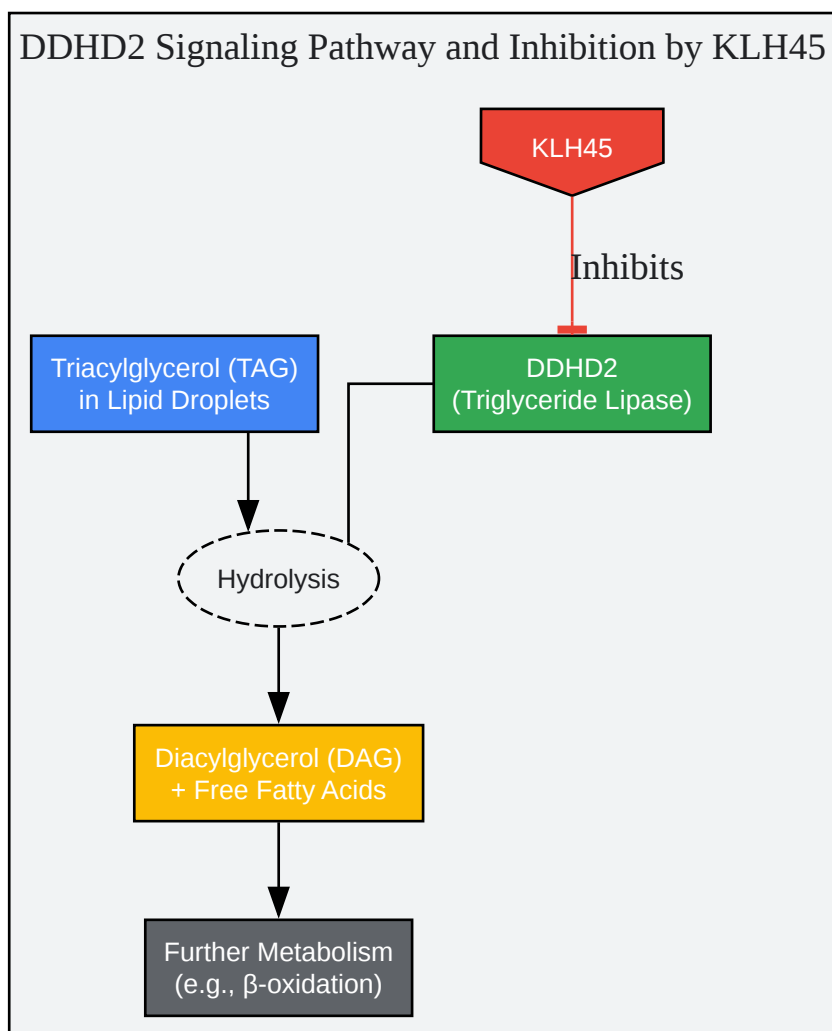 DDHD2 Signaling Pathway and Inhibition by KLH45
KLH45
Inhibits
Triacylglycerol (TAG)
in Lipid Droplets
DDHD2
(Triglyceride Lipase)
Hydrolysis
Diacylglycerol (DAG)
+ Free Fatty Acids
Further Metabolism
(e.g., β-oxidation)